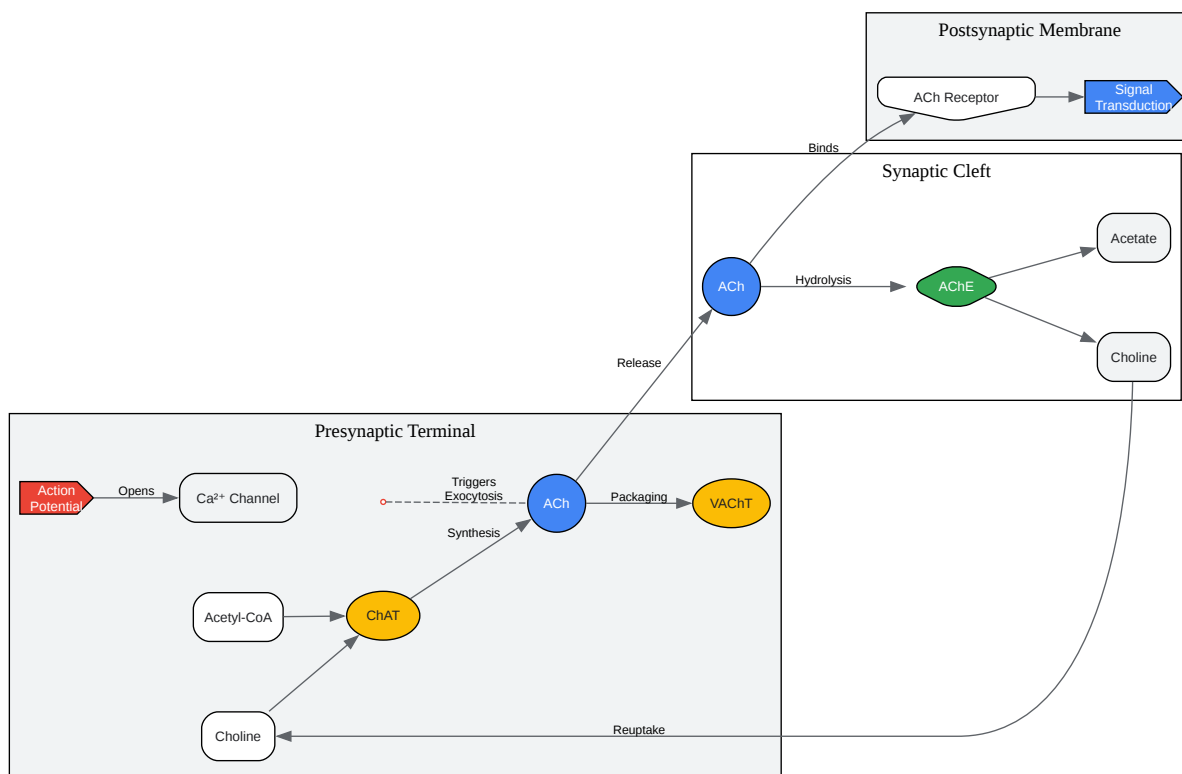 Postsynaptic Membrane
ACh Receptor
Signal
Transduction
Binds
Synaptic Cleft
Acetate
ACh
Hydrolysis
AChE
Choline
Release
Presynaptic Terminal
Action
Potential
Opens
Ca²⁺ Channel
Triggers
Exocytosis
ACh
Packaging
VAChT
Synthesis
Acetyl-CoA
ChAT
Choline
Reuptake